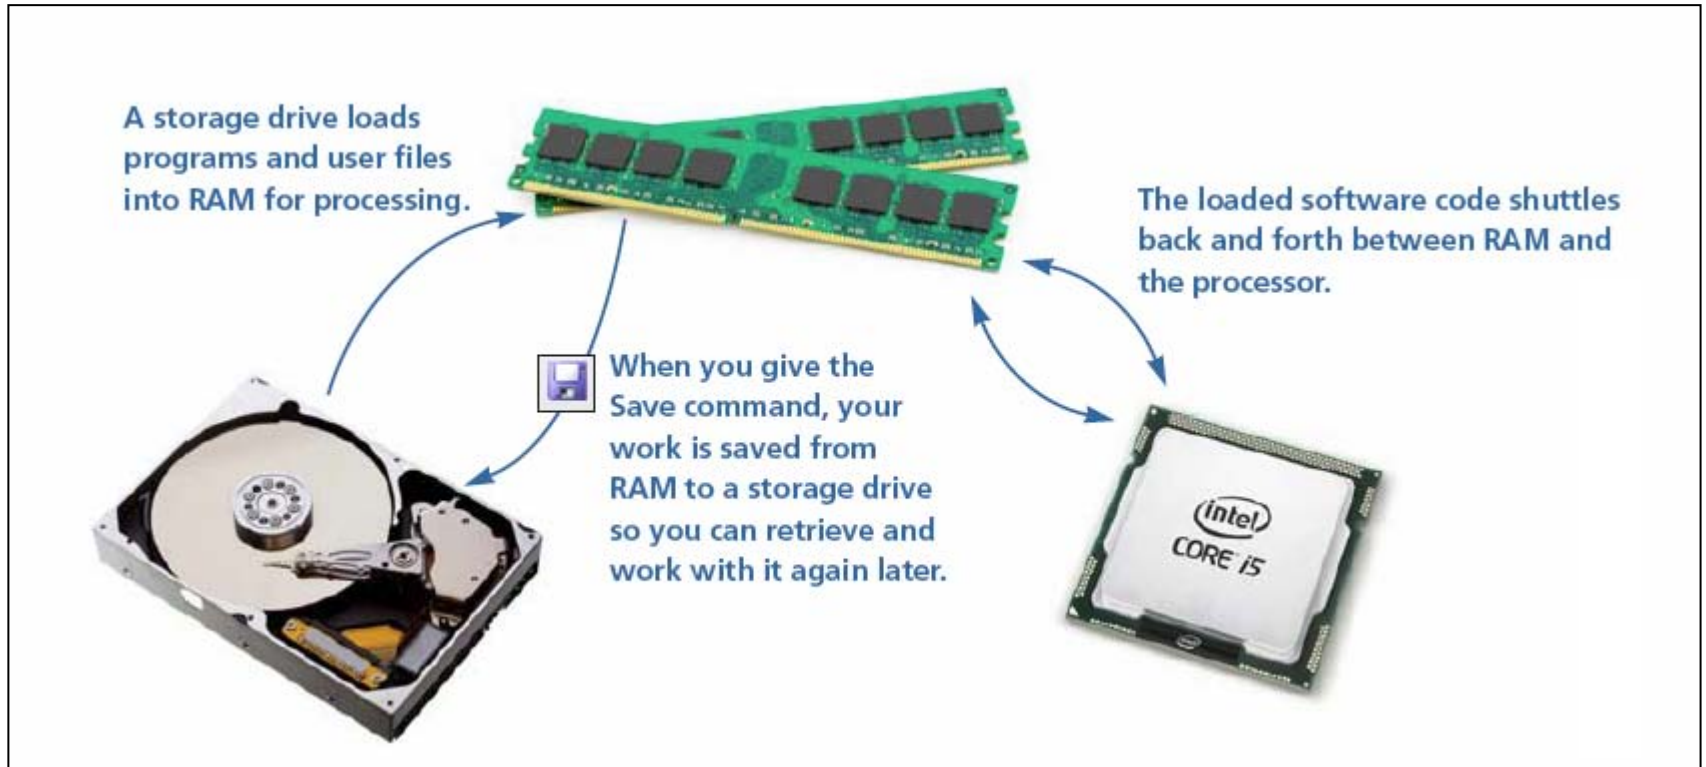 A storage drive loads
programs and user files
into RAM for processing.
The loaded software code shuttles
back and forth between RAM and
the processor.
When you give the
Save command, your
work is saved from
RAM to a storage drive
so you can retrieve and
work with it again later.
intel
CORE i5
intel